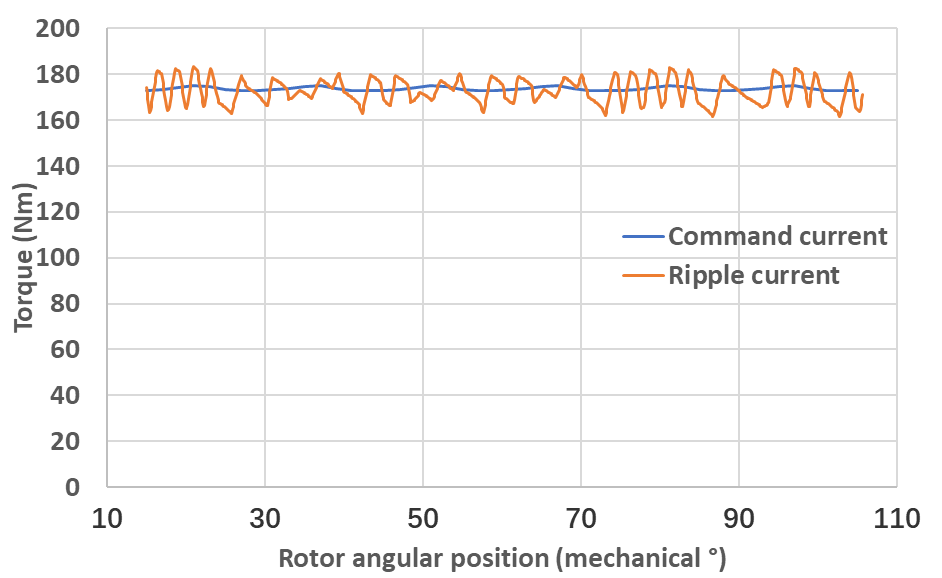 200
180
160
140
120
100
80
60
40
20
0
Torque (Nm)
Command current
Ripple current
10 30 50 70 90 110
Rotor angular position (mechanical °)